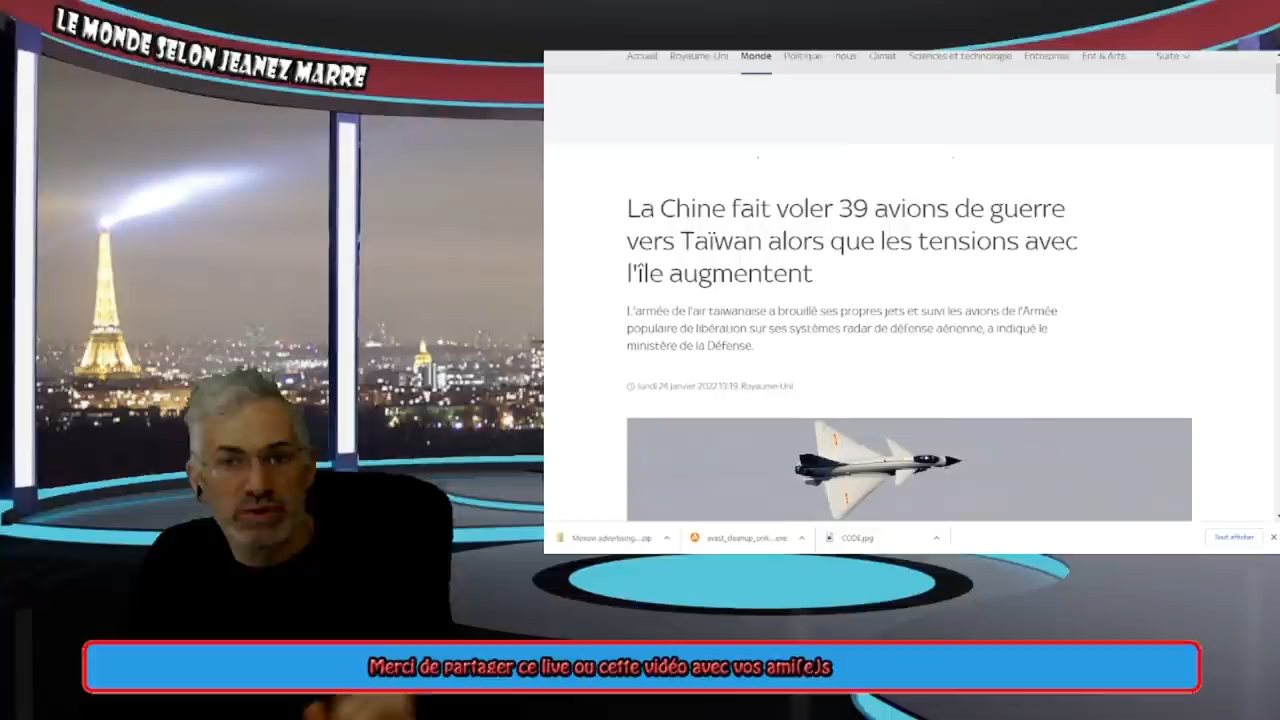 LE MONDE SELON JEANEZ MARRE
Accueil Royaume-Uni Monde Politique nous Climat Sciences et technologie Entreprise Ent & Arts Suite
La Chine fait voler 39 avions de guerre
vers Taïwan alors que les tensions avec
l'île augmentent
L'armée de l'air taïwanaise a brouillé ses propres jets et suivi les avions de l'Armée
populaire de libération sur ses systèmes radar de défense aérienne, a indiqué le
ministère de la Défense.
lundi 24 janvier 2022 13:19, Royaume-Uni
CODE.jpg
Tout afficher
Merci de partager ce live ou cette vidéo avec vos ami(e)s